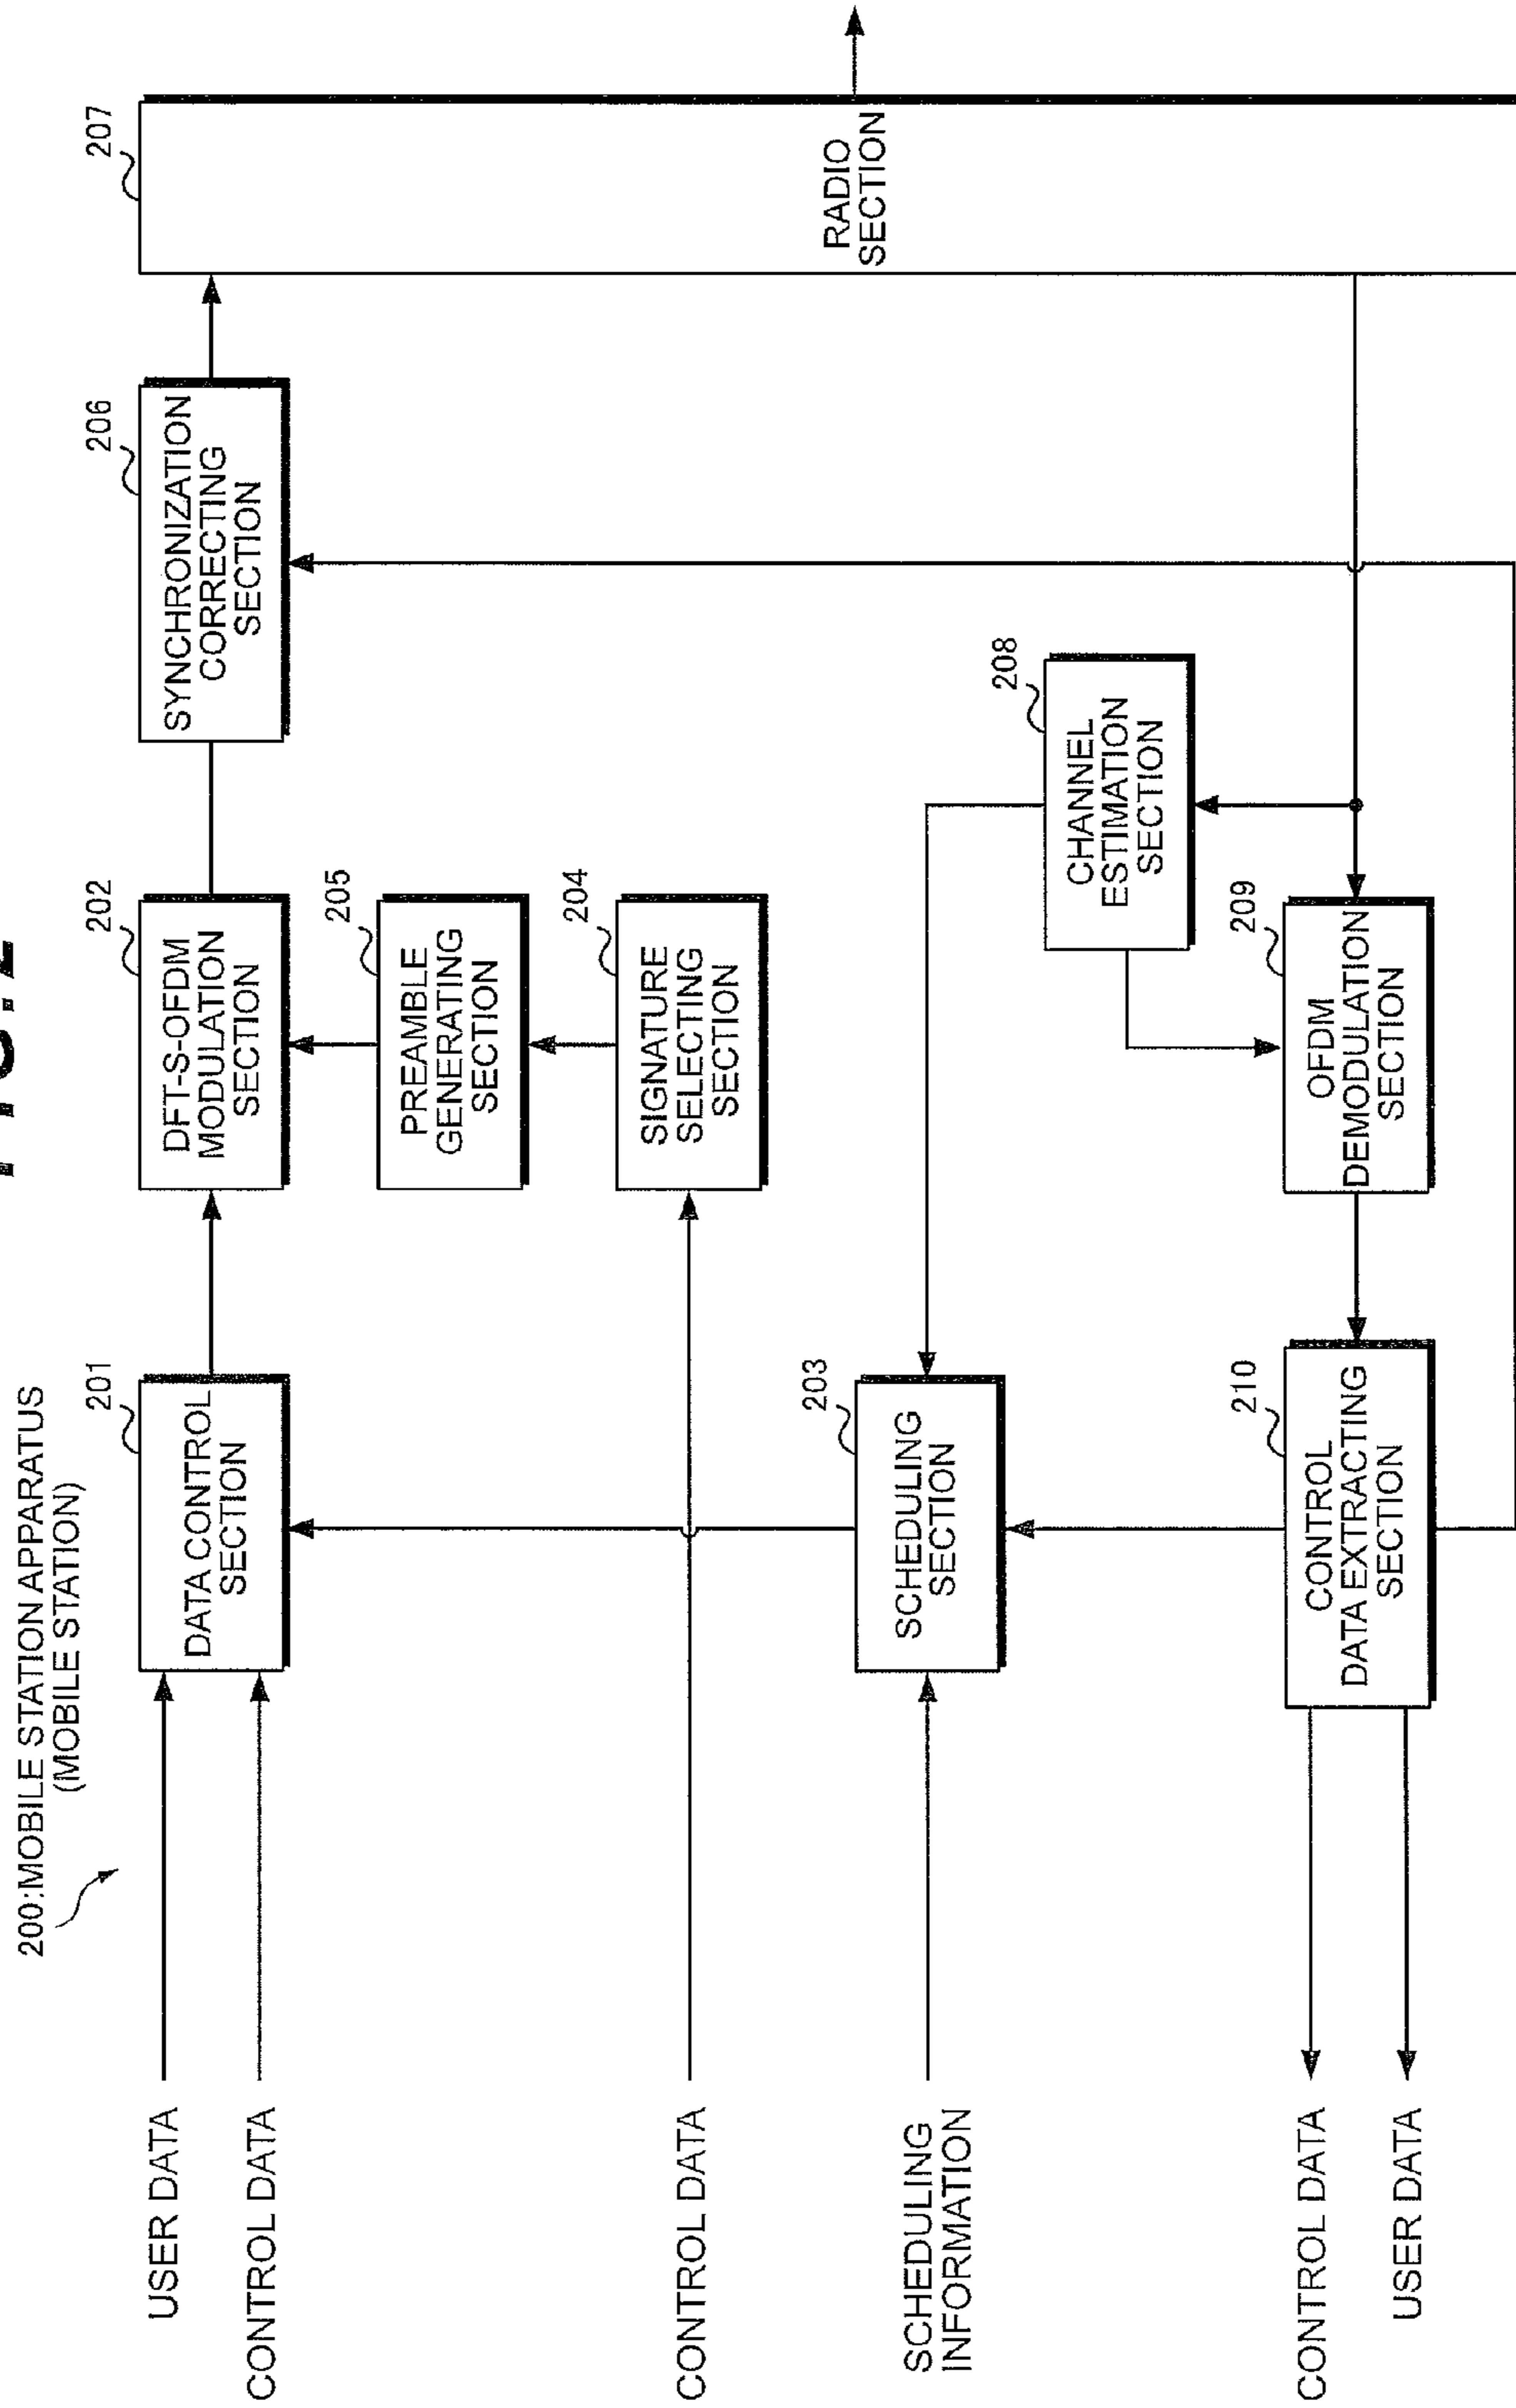 FIG. 2
200:MOBILE STATION APPARATUS
(MOBILE STATION)
USER DATA
CONTROL DATA
201
DATA CONTROL
SECTION
202
DFT-S-OFDM
MODULATION
SECTION
206
SYNCHRONIZATION
CORRECTING
SECTION
207
RADIO
SECTION
205
PREAMBLE
GENERATING
SECTION
CONTROL DATA
204
SIGNATURE
SELECTING
SECTION
SCHEDULING
INFORMATION
203
SCHEDULING
SECTION
208
CHANNEL
ESTIMATION
SECTION
CONTROL DATA
USER DATA
210
CONTROL
DATA EXTRACTING
SECTION
209
OFDM
DEMODULATION
SECTION